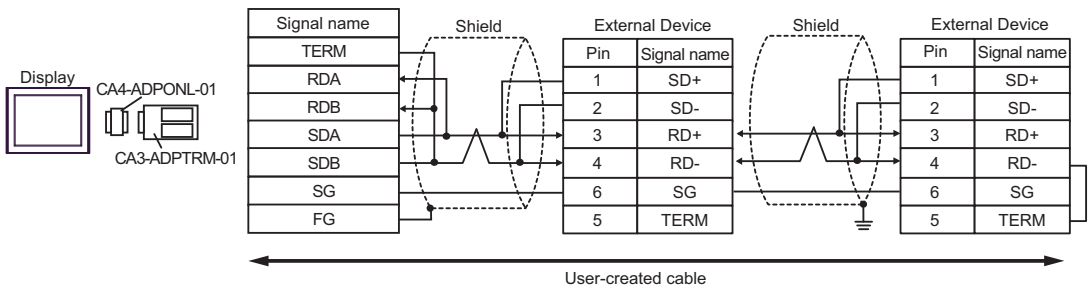 Display
CA4-ADPONL-01
CA3-ADPTRM-01
Signal name
TERM
RDA
RDB
SDA
SDB
SG
FG
Shield
External Device
Pin Signal name
1 SD+
2 SD-
3 RD+
4 RD-
6 SG
5 TERM
Shield
External Device
Pin Signal name
1 SD+
2 SD-
3 RD+
4 RD-
6 SG
5 TERM
User-created cable